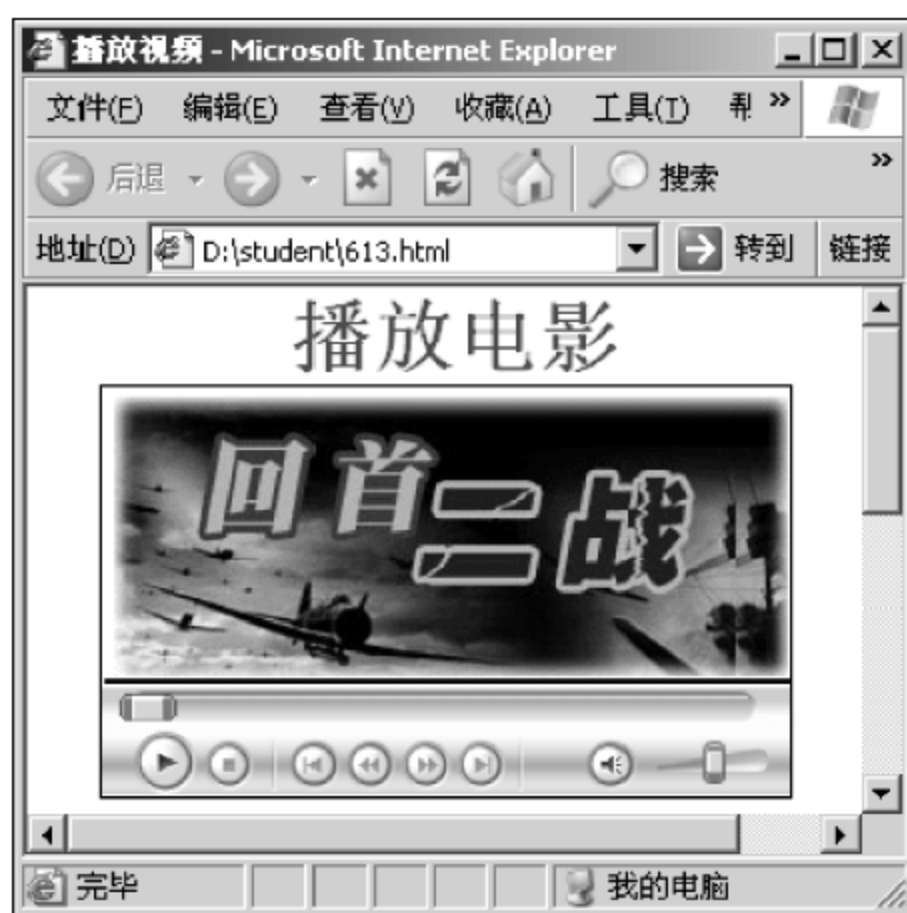 播放视频 - Microsoft Internet Explorer
文件(F) 编辑(E) 查看(V) 收藏(A) 工具(T) »
后退 搜索 »
地址(D) D:\student\613.html 转到 链接
播放电影
回首二战
完毕 我的电脑